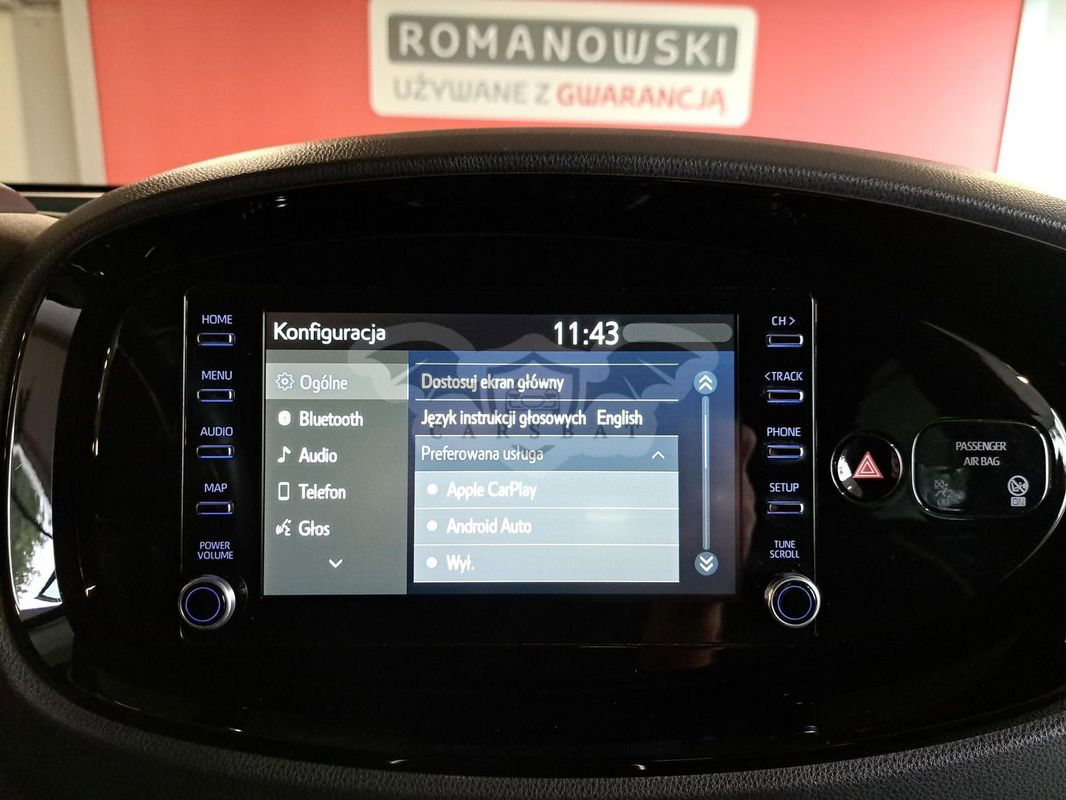 ROMANOWSKI
UŻYWANE Z GWARANCJĄ
HOME
MENU
AUDIO
MAP
POWER
VOLUME
Konfiguracja
11:43
Ogólne
Bluetooth
Audio
Telefon
Głos
Dostosuj ekran główny
Język instrukcji głosowych English
CARSBAT
Preferowana usługa
Apple CarPlay
Android Auto
Wył.
CH >
< TRACK
PHONE
SETUP
TUNE
SCROLL
PASSENGER
AIR BAG
ON